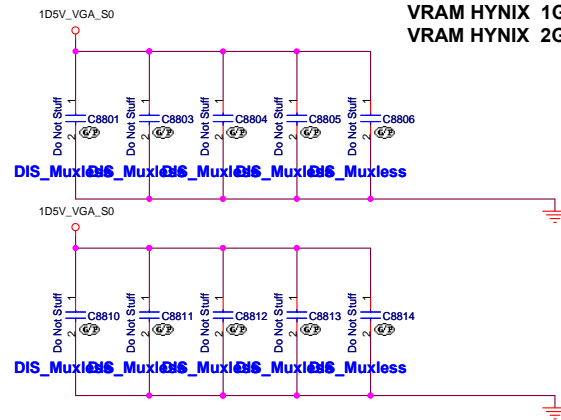 1D5V_VGA_S0
VRAM HYNIX 1G
VRAM HYNIX 2G
Do Not Stuff 1 2 C8801 G/P
Do Not Stuff 1 2 C8803 G/P
Do Not Stuff 1 2 C8804 G/P
Do Not Stuff 1 2 C8805 G/P
Do Not Stuff 1 2 C8806 G/P
DIS_Muxless DIS_Muxless DIS_Muxless DIS_Muxless DIS_Muxless
1D5V_VGA_S0
Do Not Stuff 1 2 C8810 G/P
Do Not Stuff 1 2 C8811 G/P
Do Not Stuff 1 2 C8812 G/P
Do Not Stuff 1 2 C8813 G/P
Do Not Stuff 1 2 C8814 G/P
DIS_Muxless DIS_Muxless DIS_Muxless DIS_Muxless DIS_Muxless